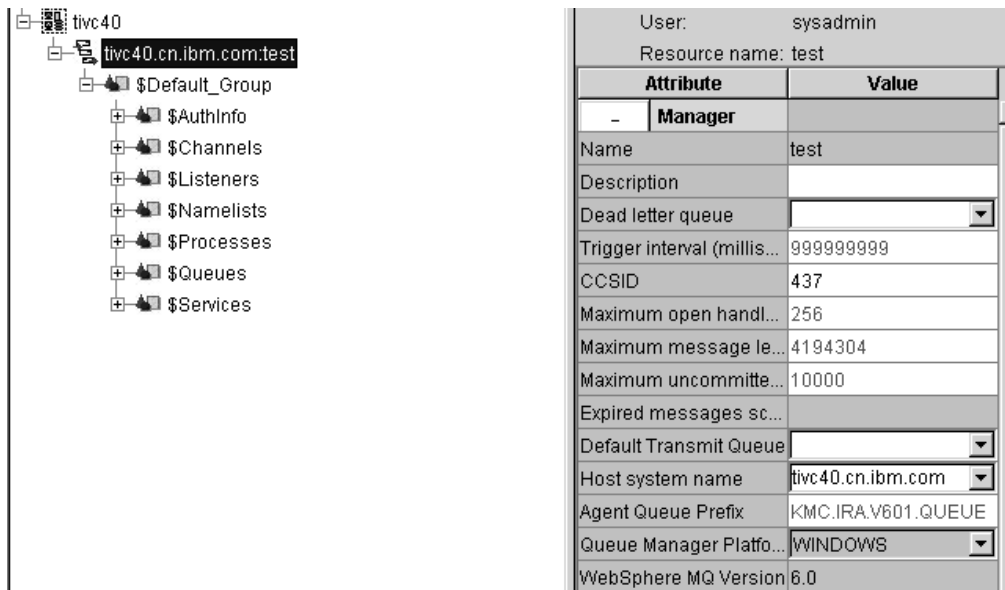 tivc40
tivc40.cn.ibm.com:test
$Default_Group
$AuthInfo
$Channels
$Listeners
$Namelists
$Processes
$Queues
$Services
User: sysadmin
Resource name: test
Attribute Value
Manager
Name test
Description
Dead letter queue
Trigger interval (millis... 999999999
CCSID 437
Maximum open handl... 256
Maximum message le... 4194304
Maximum uncommitte... 10000
Expired messages sc...
Default Transmit Queue
Host system name tivc40.cn.ibm.com
Agent Queue Prefix KMC.IRA.V601.QUEUE
Queue Manager Platfo... WINDOWS
WebSphere MQ Version 6.0